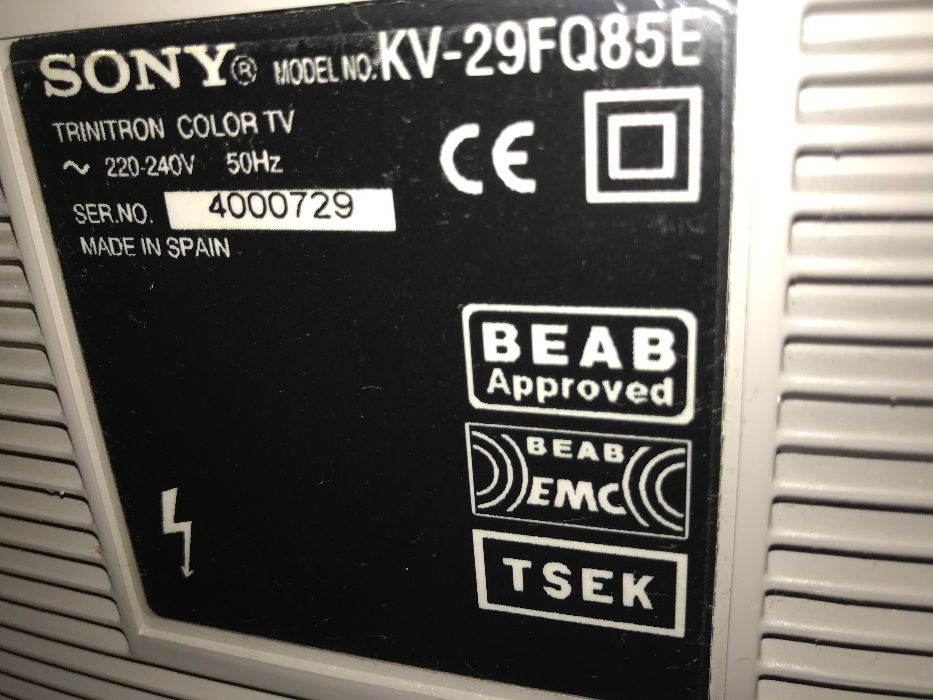 SONY® MODEL NO. KV-29FQ85E
TRINITRON COLOR TV
~ 220-240V 50Hz
SER.NO. 4000729
MADE IN SPAIN
CE
BEAB
Approved
BEAB
EMC
TSEK